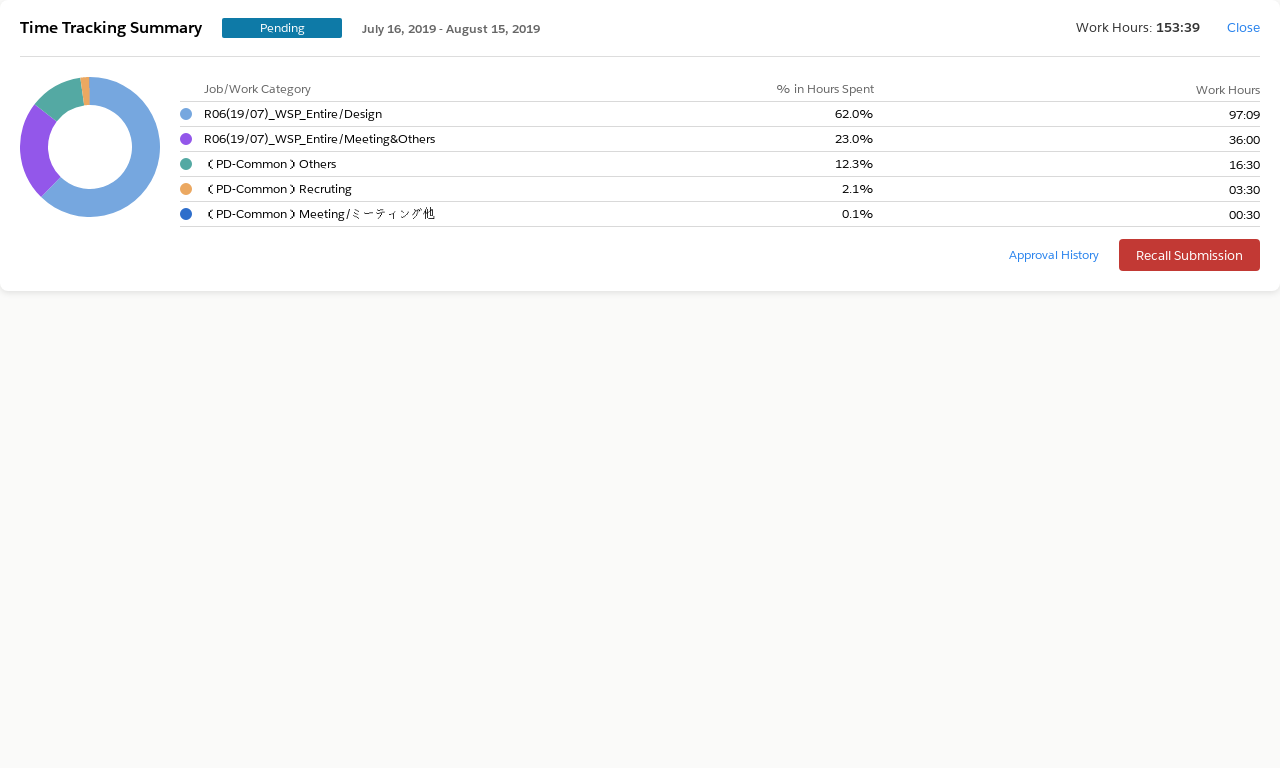 Time Tracking Summary Pending July 16, 2019 - August 15, 2019 Work Hours: 153:39 Close
Job/Work Category % in Hours Spent Work Hours
R06(19/07)_WSP_Entire/Design 62.0% 97:09
R06(19/07)_WSP_Entire/Meeting&Others 23.0% 36:00
（PD-Common）Others 12.3% 16:30
（PD-Common）Recruting 2.1% 03:30
（PD-Common）Meeting/ミーティング他 0.1% 00:30
Approval History Recall Submission